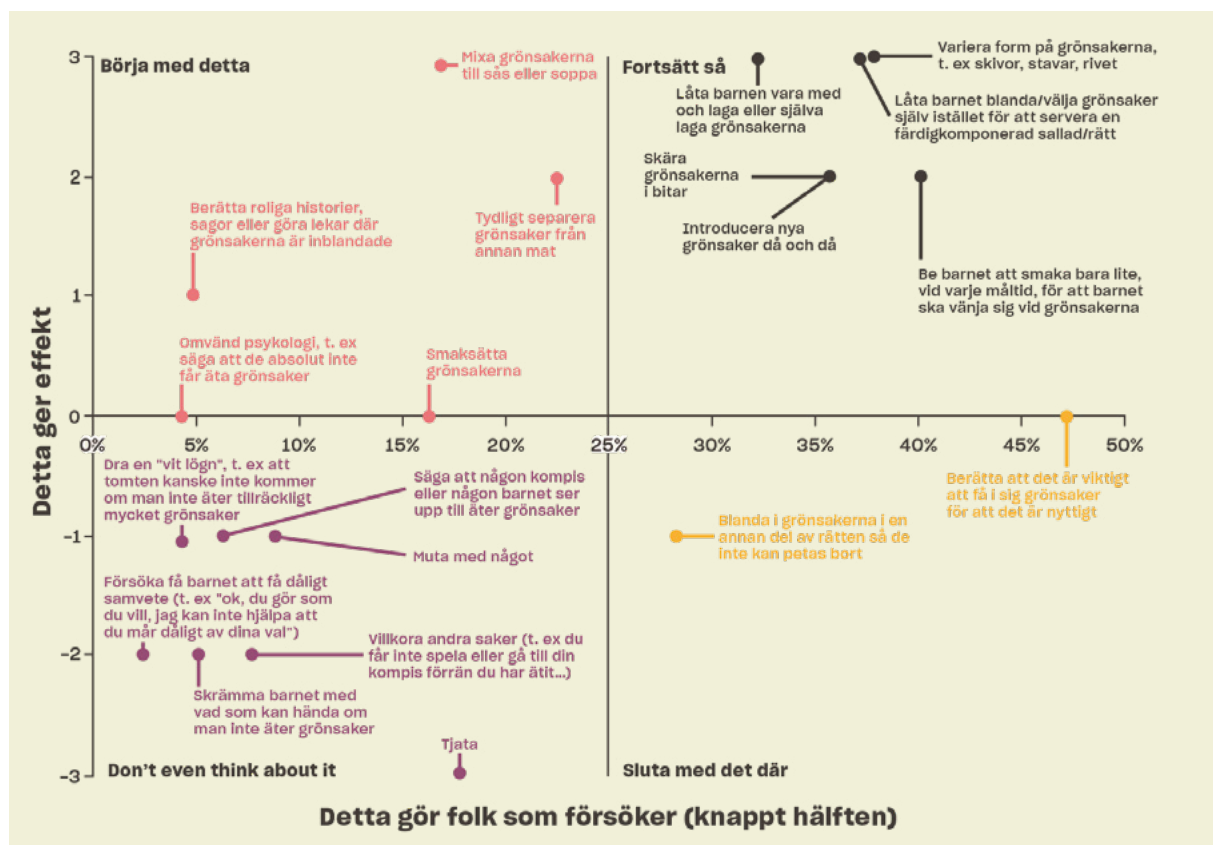 3
Börja med detta
Mixa grönsakerna
till sås eller soppa
Fortsätt så
Variera form på grönsakerna,
t. ex skivor, stavar, rivet
Låta barnen vara med
och laga eller själva
laga grönsakerna
Låta barnet blanda/välja grönsaker
själv istället för att servera en
färdigkomponerad sallad/rätt
2
Skära
grönsakerna
i bitar
Berätta roliga historier,
sagor eller göra lekar där
grönsakerna är inblandade
Tydligt separera
grönsaker från
annan mat
Introducera nya
grönsaker då och då
Be barnet att smaka bara lite,
vid varje måltid, för att barnet
ska vänja sig vid grönsakerna
1
Detta ger effekt
Omvänd psykologi, t. ex
säga att de absolut inte
får äta grönsaker
Smaksätta
grönsakerna
0
0% 5% 10% 15% 20% 25% 30% 35% 40% 45% 50%
Dra en "vit lögn", t. ex att
tomten kanske inte kommer
om man inte äter tillräckligt
mycket grönsaker
Säga att någon kompis
eller någon barnet ser
upp till äter grönsaker
Berätta att det är viktigt
att få i sig grönsaker
för att det är nyttigt
-1
Muta med något
Blanda i grönsakerna i en
annan del av rätten så de
inte kan petas bort
Försöka få barnet att få dåligt
samvete (t. ex "ok, du gör som
du vill, jag kan inte hjälpa att
du mår dåligt av dina val")
-2
Villkora andra saker (t. ex du
får inte spela eller gå till din
kompis förrän du har ätit...)
Skrämma barnet med
vad som kan hända om
man inte äter grönsaker
Tjata
-3
Don't even think about it
Sluta med det där
Detta gör folk som försöker (knappt hälften)